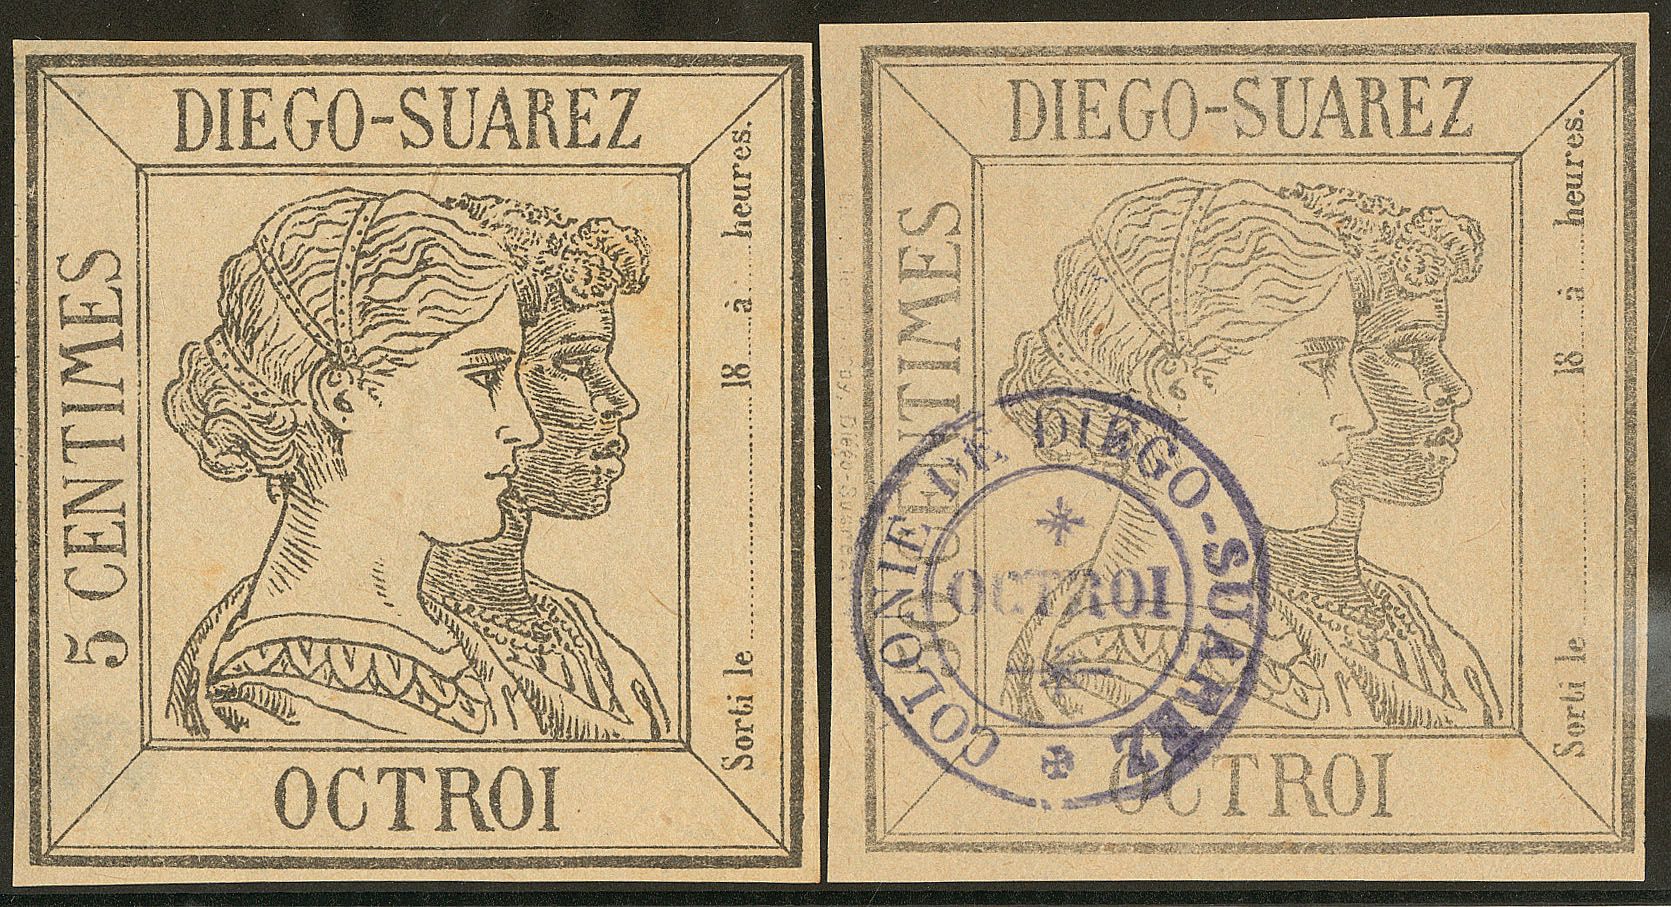 DIEGO-SUAREZ
5 CENTIMES
Sorti le
18
à
heures.
OCTROI
DIEGO-SUAREZ
CENTIMES
Sorti le
18
à
heures.
OCTROI
COLONIE DE DIEGO-SUAREZ
OCTROI